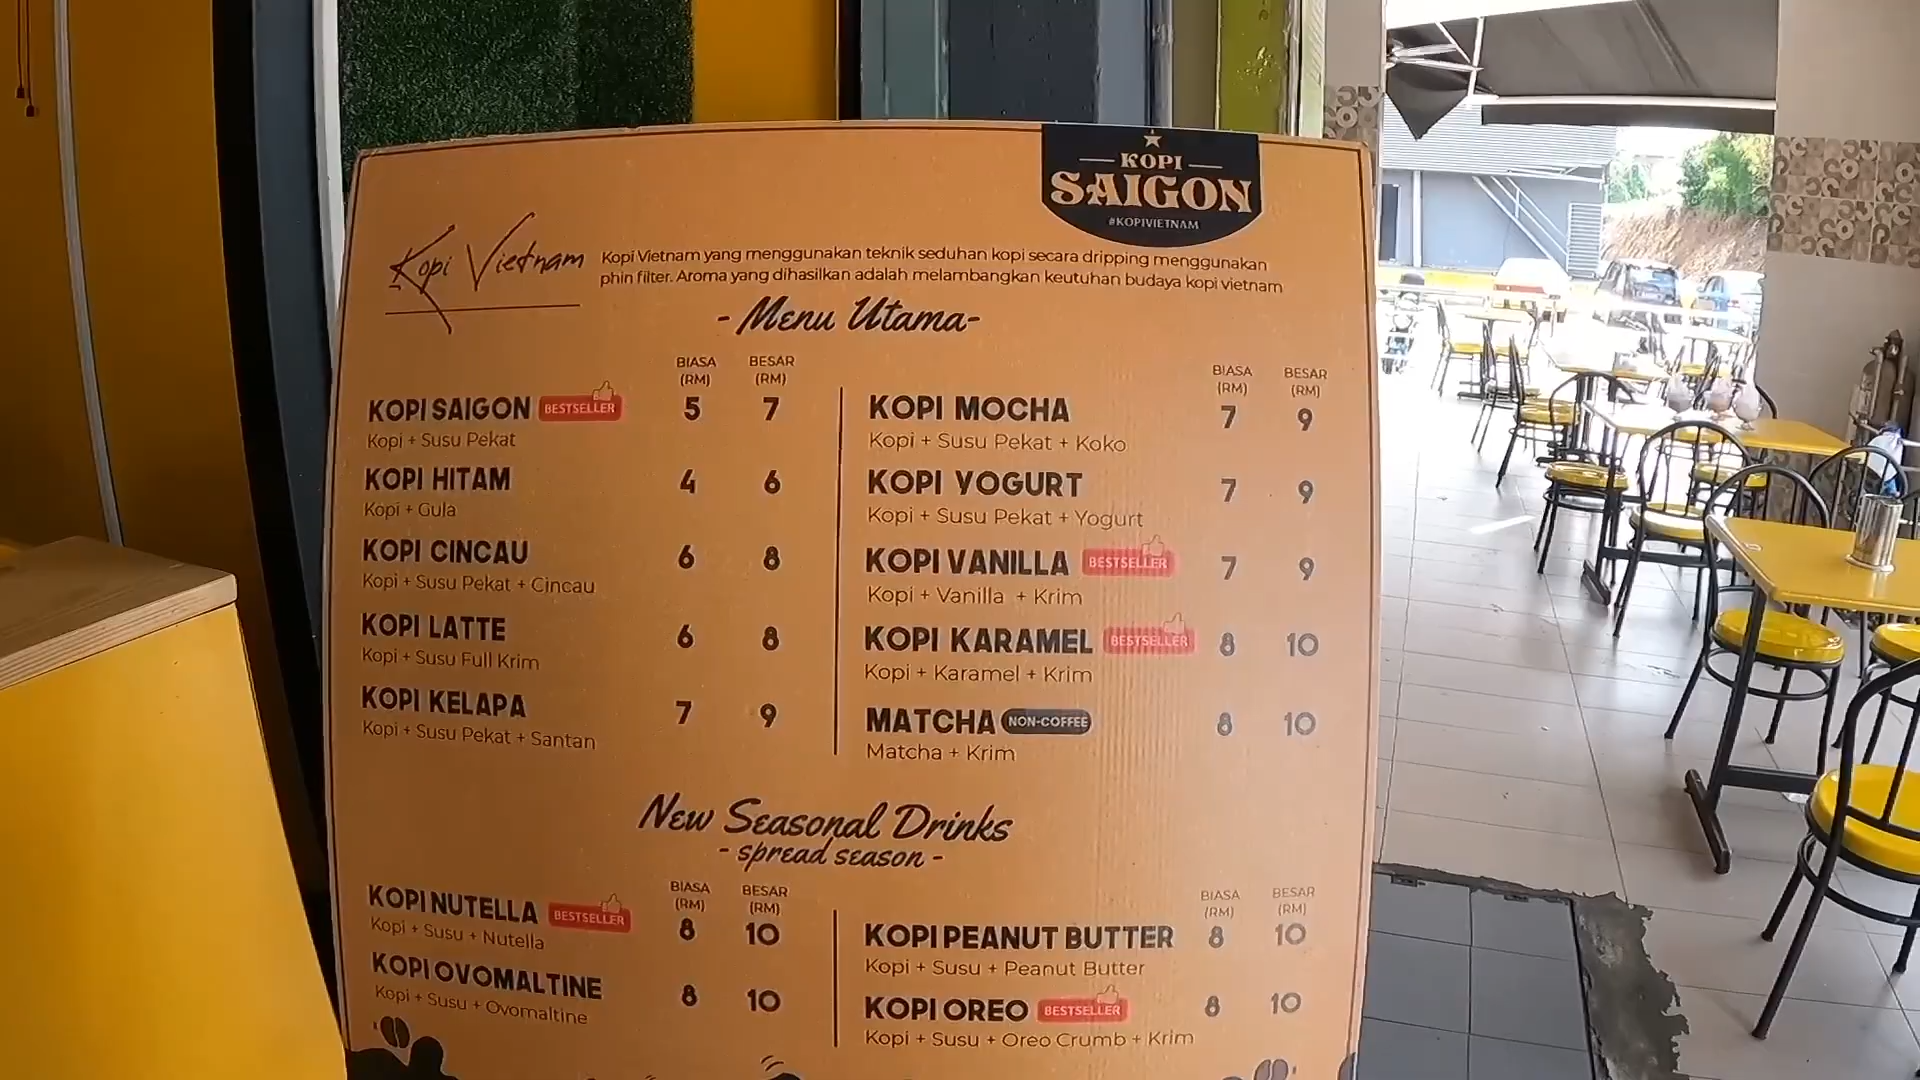 KOPI
SAIGON
#KOPIVIETNAM
Kopi Vietnam
Kopi Vietnam yang menggunakan teknik seduhan kopi secara dripping menggunakan
phin filter. Aroma yang dihasilkan adalah melambangkan keutuhan budaya kopi vietnam
- Menu Utama-
BIASA (RM) BESAR (RM)
KOPI SAIGON BESTSELLER 5 7
Kopi + Susu Pekat
KOPI HITAM 4 6
Kopi + Gula
KOPI CINCAU 6 8
Kopi + Susu Pekat + Cincau
KOPI LATTE 6 8
Kopi + Susu Full Krim
KOPI KELAPA 7 9
Kopi + Susu Pekat + Santan
BIASA (RM) BESAR (RM)
KOPI MOCHA 7 9
Kopi + Susu Pekat + Koko
KOPI YOGURT 7 9
Kopi + Susu Pekat + Yogurt
KOPI VANILLA BESTSELLER 7 9
Kopi + Vanilla + Krim
KOPI KARAMEL BESTSELLER 8 10
Kopi + Karamel + Krim
MATCHA NON-COFFEE 8 10
Matcha + Krim
New Seasonal Drinks
- spread season -
BIASA (RM) BESAR (RM)
KOPI NUTELLA BESTSELLER 8 10
Kopi + Susu + Nutella
KOPI OVOMALTINE 8 10
Kopi + Susu + Ovomaltine
BIASA (RM) BESAR (RM)
KOPI PEANUT BUTTER 8 10
Kopi + Susu + Peanut Butter
KOPI OREO BESTSELLER 8 10
Kopi + Susu + Oreo Crumb + Krim